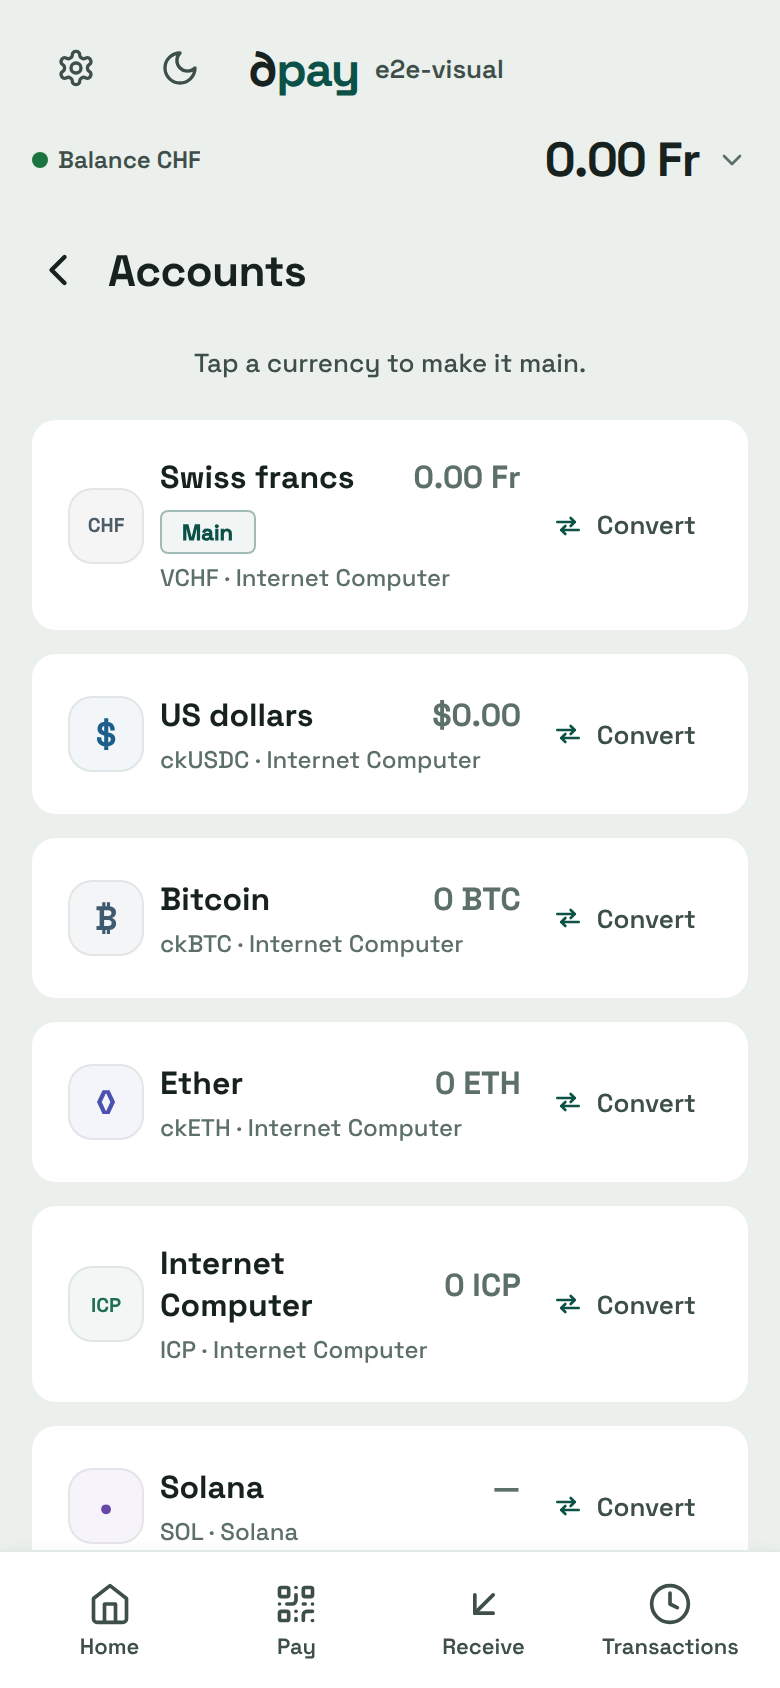 ∂pay e2e-visual
Balance CHF 0.00 Fr
Accounts
Tap a currency to make it main.
CHF
Swiss francs 0.00 Fr
Main
VCHF · Internet Computer
Convert
$
US dollars $0.00
ckUSDC · Internet Computer
Convert
₿
Bitcoin 0 BTC
ckBTC · Internet Computer
Convert
Ether 0 ETH
ckETH · Internet Computer
Convert
ICP
Internet
Computer 0 ICP
ICP · Internet Computer
Convert
Solana —
SOL · Solana
Convert
Home Pay Receive Transactions